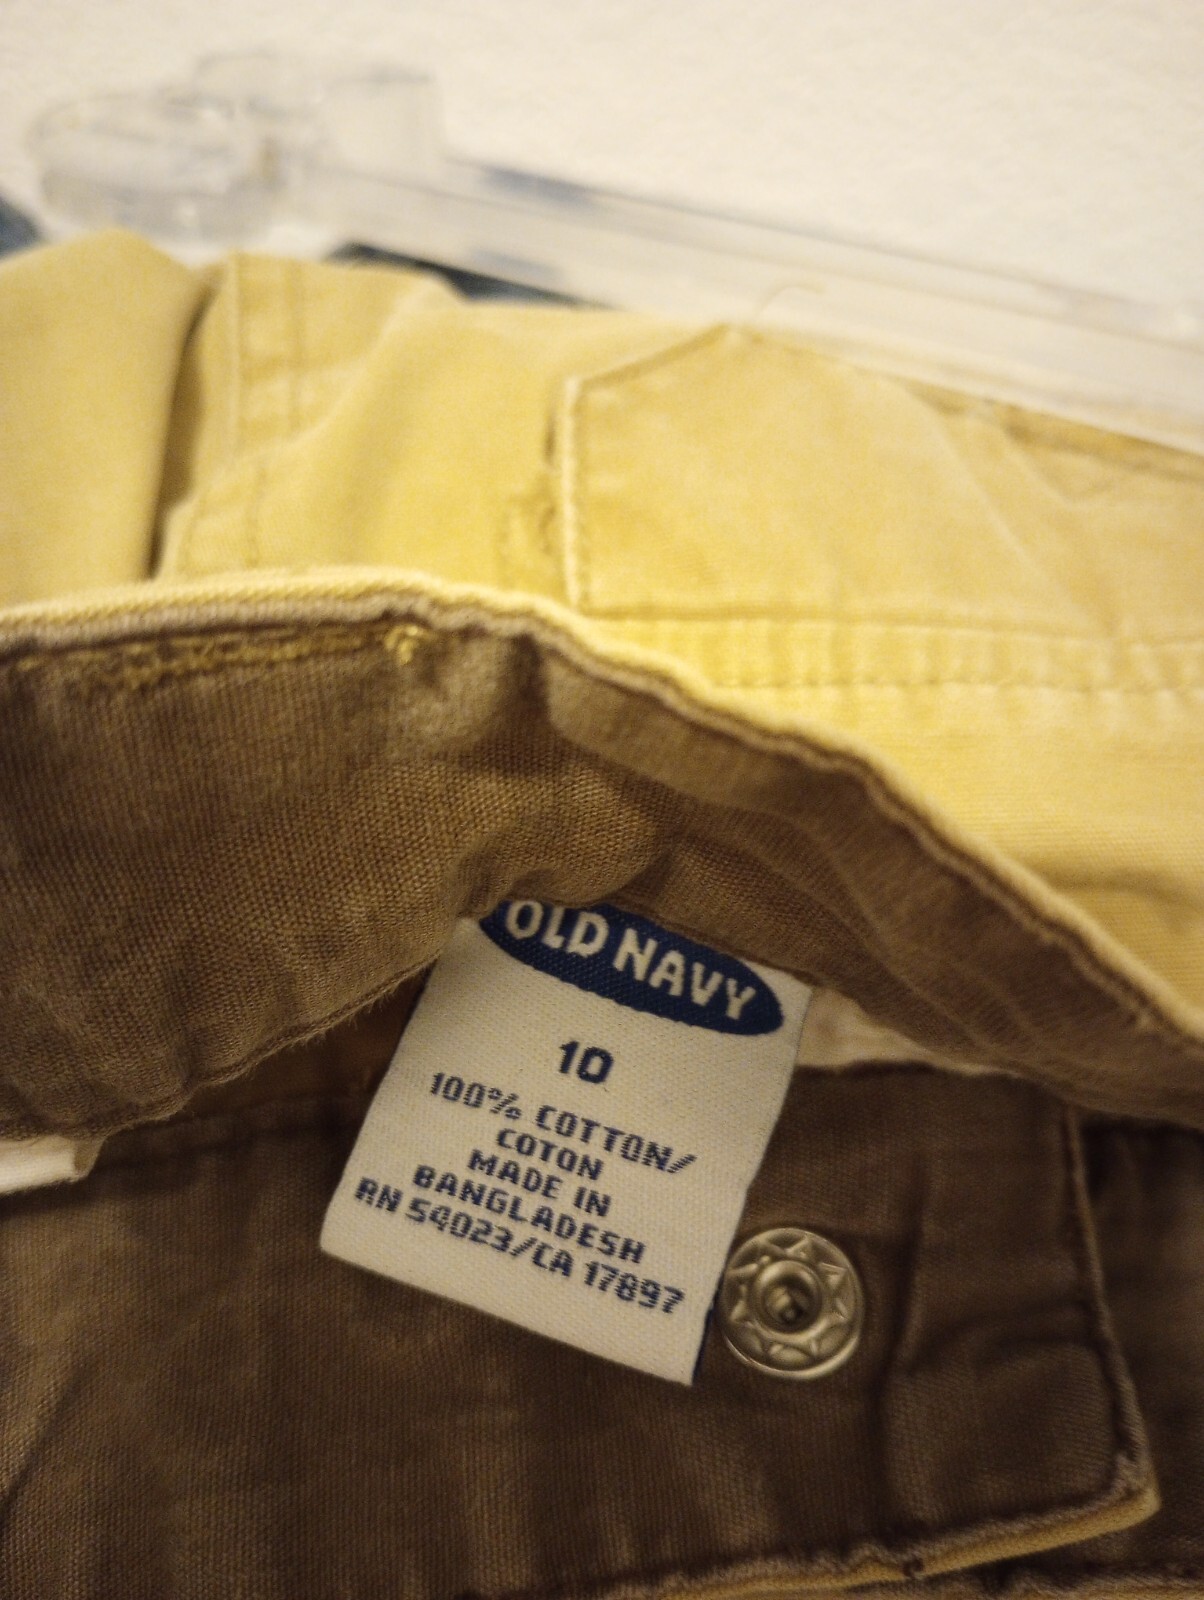 OLD NAVY
10
100% COTTON/
COTON
MADE IN
BANGLADESH
RN 54023/CA 17897